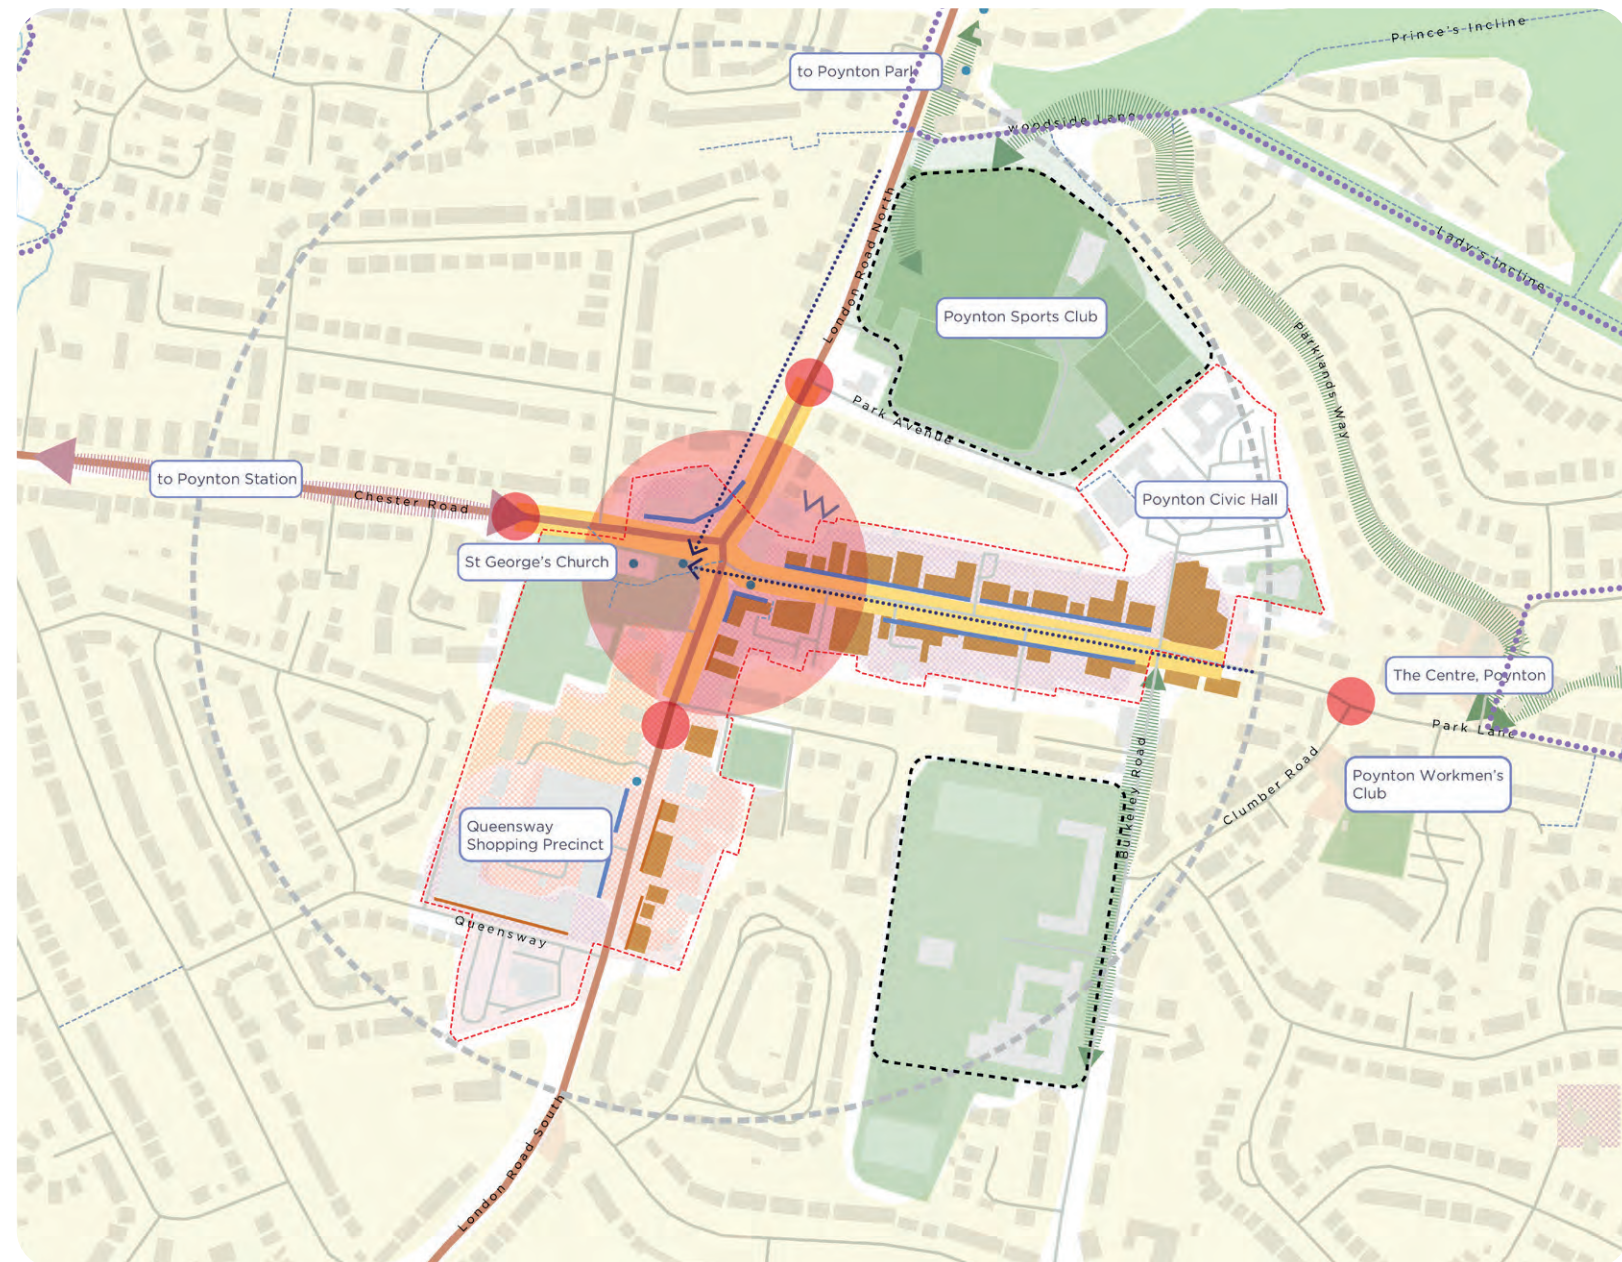 Prince's Incline
to Poynton Park
woodside Lane
London Road North
Lady's Incline
Poynton Sports Club
Parklands Way
Park Avenue
to Poynton Station
Chester Road
Poynton Civic Hall
St George's Church
The Centre, Poynton
Park Lane
Bulkeley Road
Clumber Road
Poynton Workmen's
Club
Queensway
Shopping Precinct
Queensway
London Road South